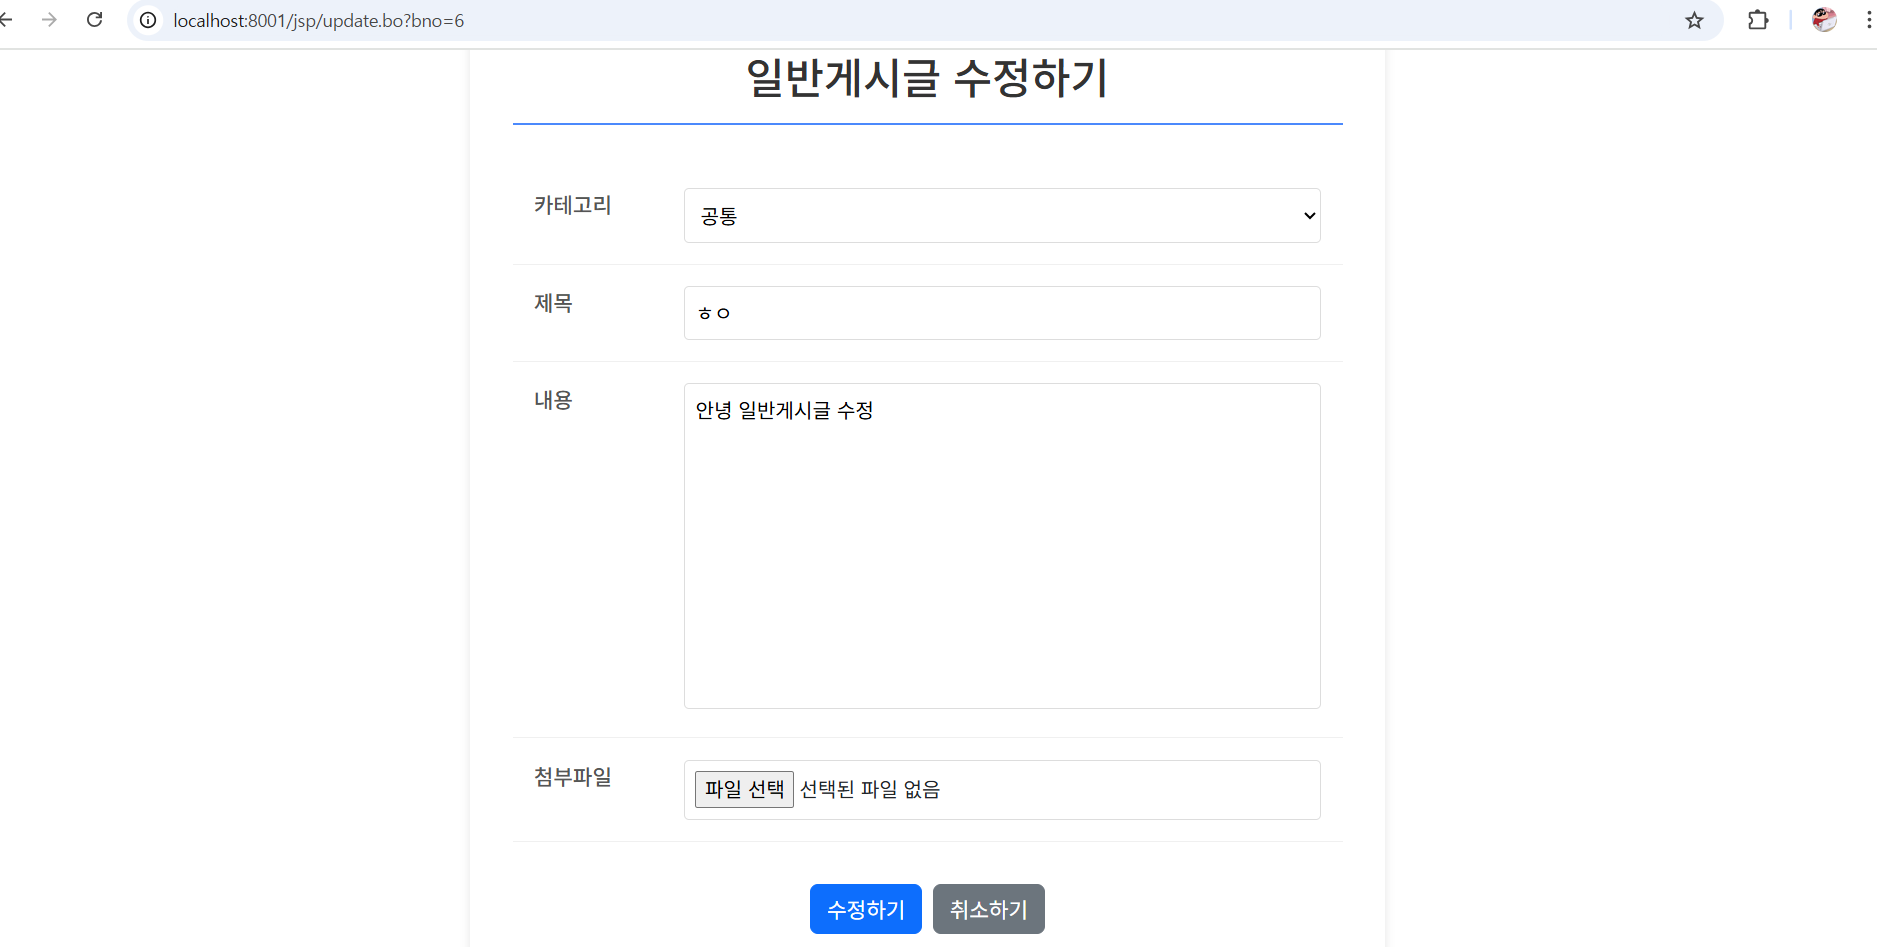 localhost:8001/jsp/update.bo?bno=6
일반게시글 수정하기
카테고리
공통
제목
ㅎㅇ
내용
안녕 일반게시글 수정
첨부파일
파일 선택 선택된 파일 없음
수정하기 취소하기